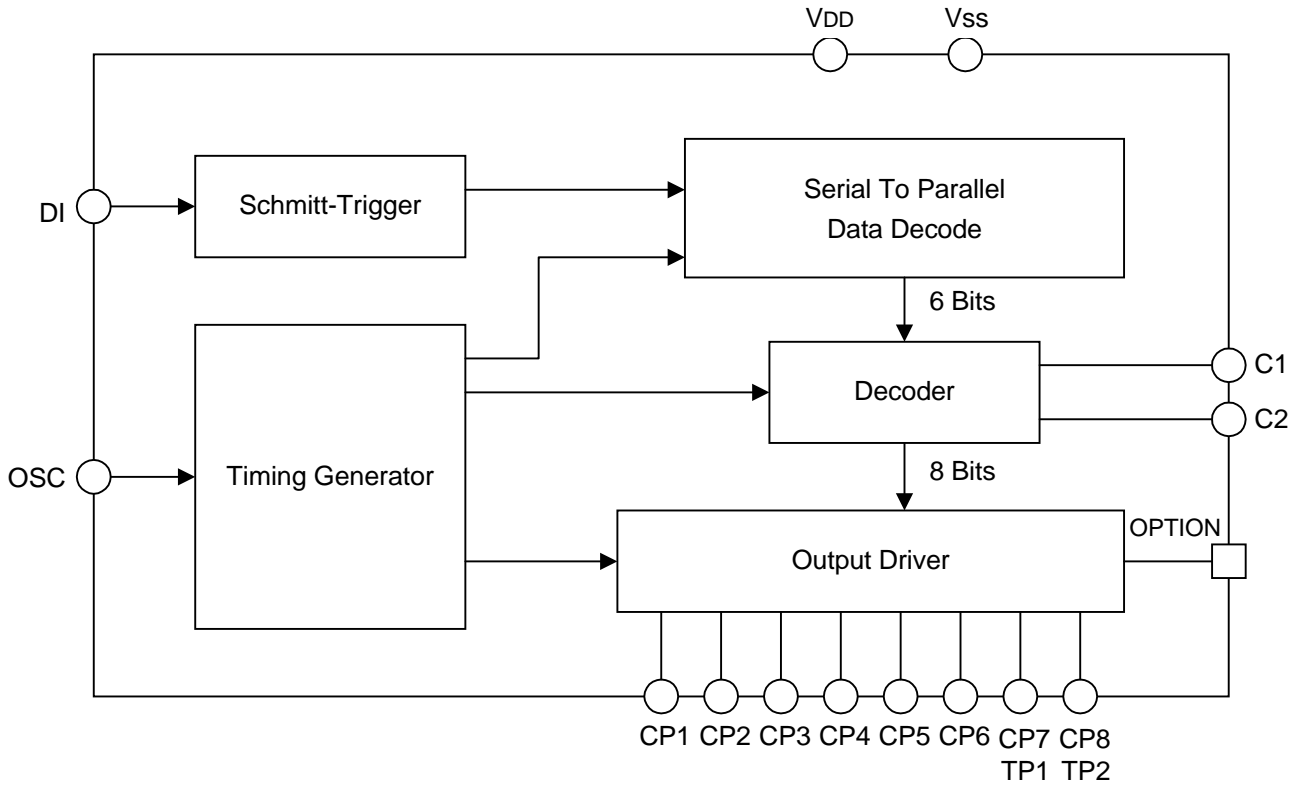 VDD
Vss
Schmitt-Trigger
Serial To Parallel
Data Decode
DI
6 Bits
C1
Decoder
C2
OSC
Timing Generator
8 Bits
OPTION
Output Driver
CP1
CP2
CP3
CP4
CP5
CP6
CP7
TP1
CP8
TP2